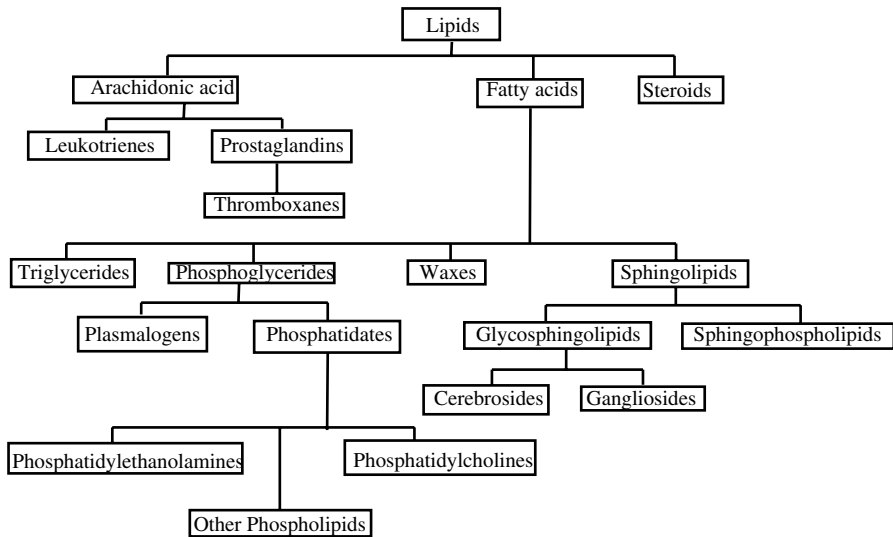 Lipids
Arachidonic acid
Fatty acids
Steroids
Leukotrienes
Prostaglandins
Thromboxanes
Triglycerides
Phosphoglycerides
Waxes
Sphingolipids
Plasmalogens
Phosphatidates
Glycosphingolipids
Sphingophospholipids
Cerebrosides
Gangliosides
Phosphatidylethanolamines
Phosphatidylcholines
Other Phospholipids